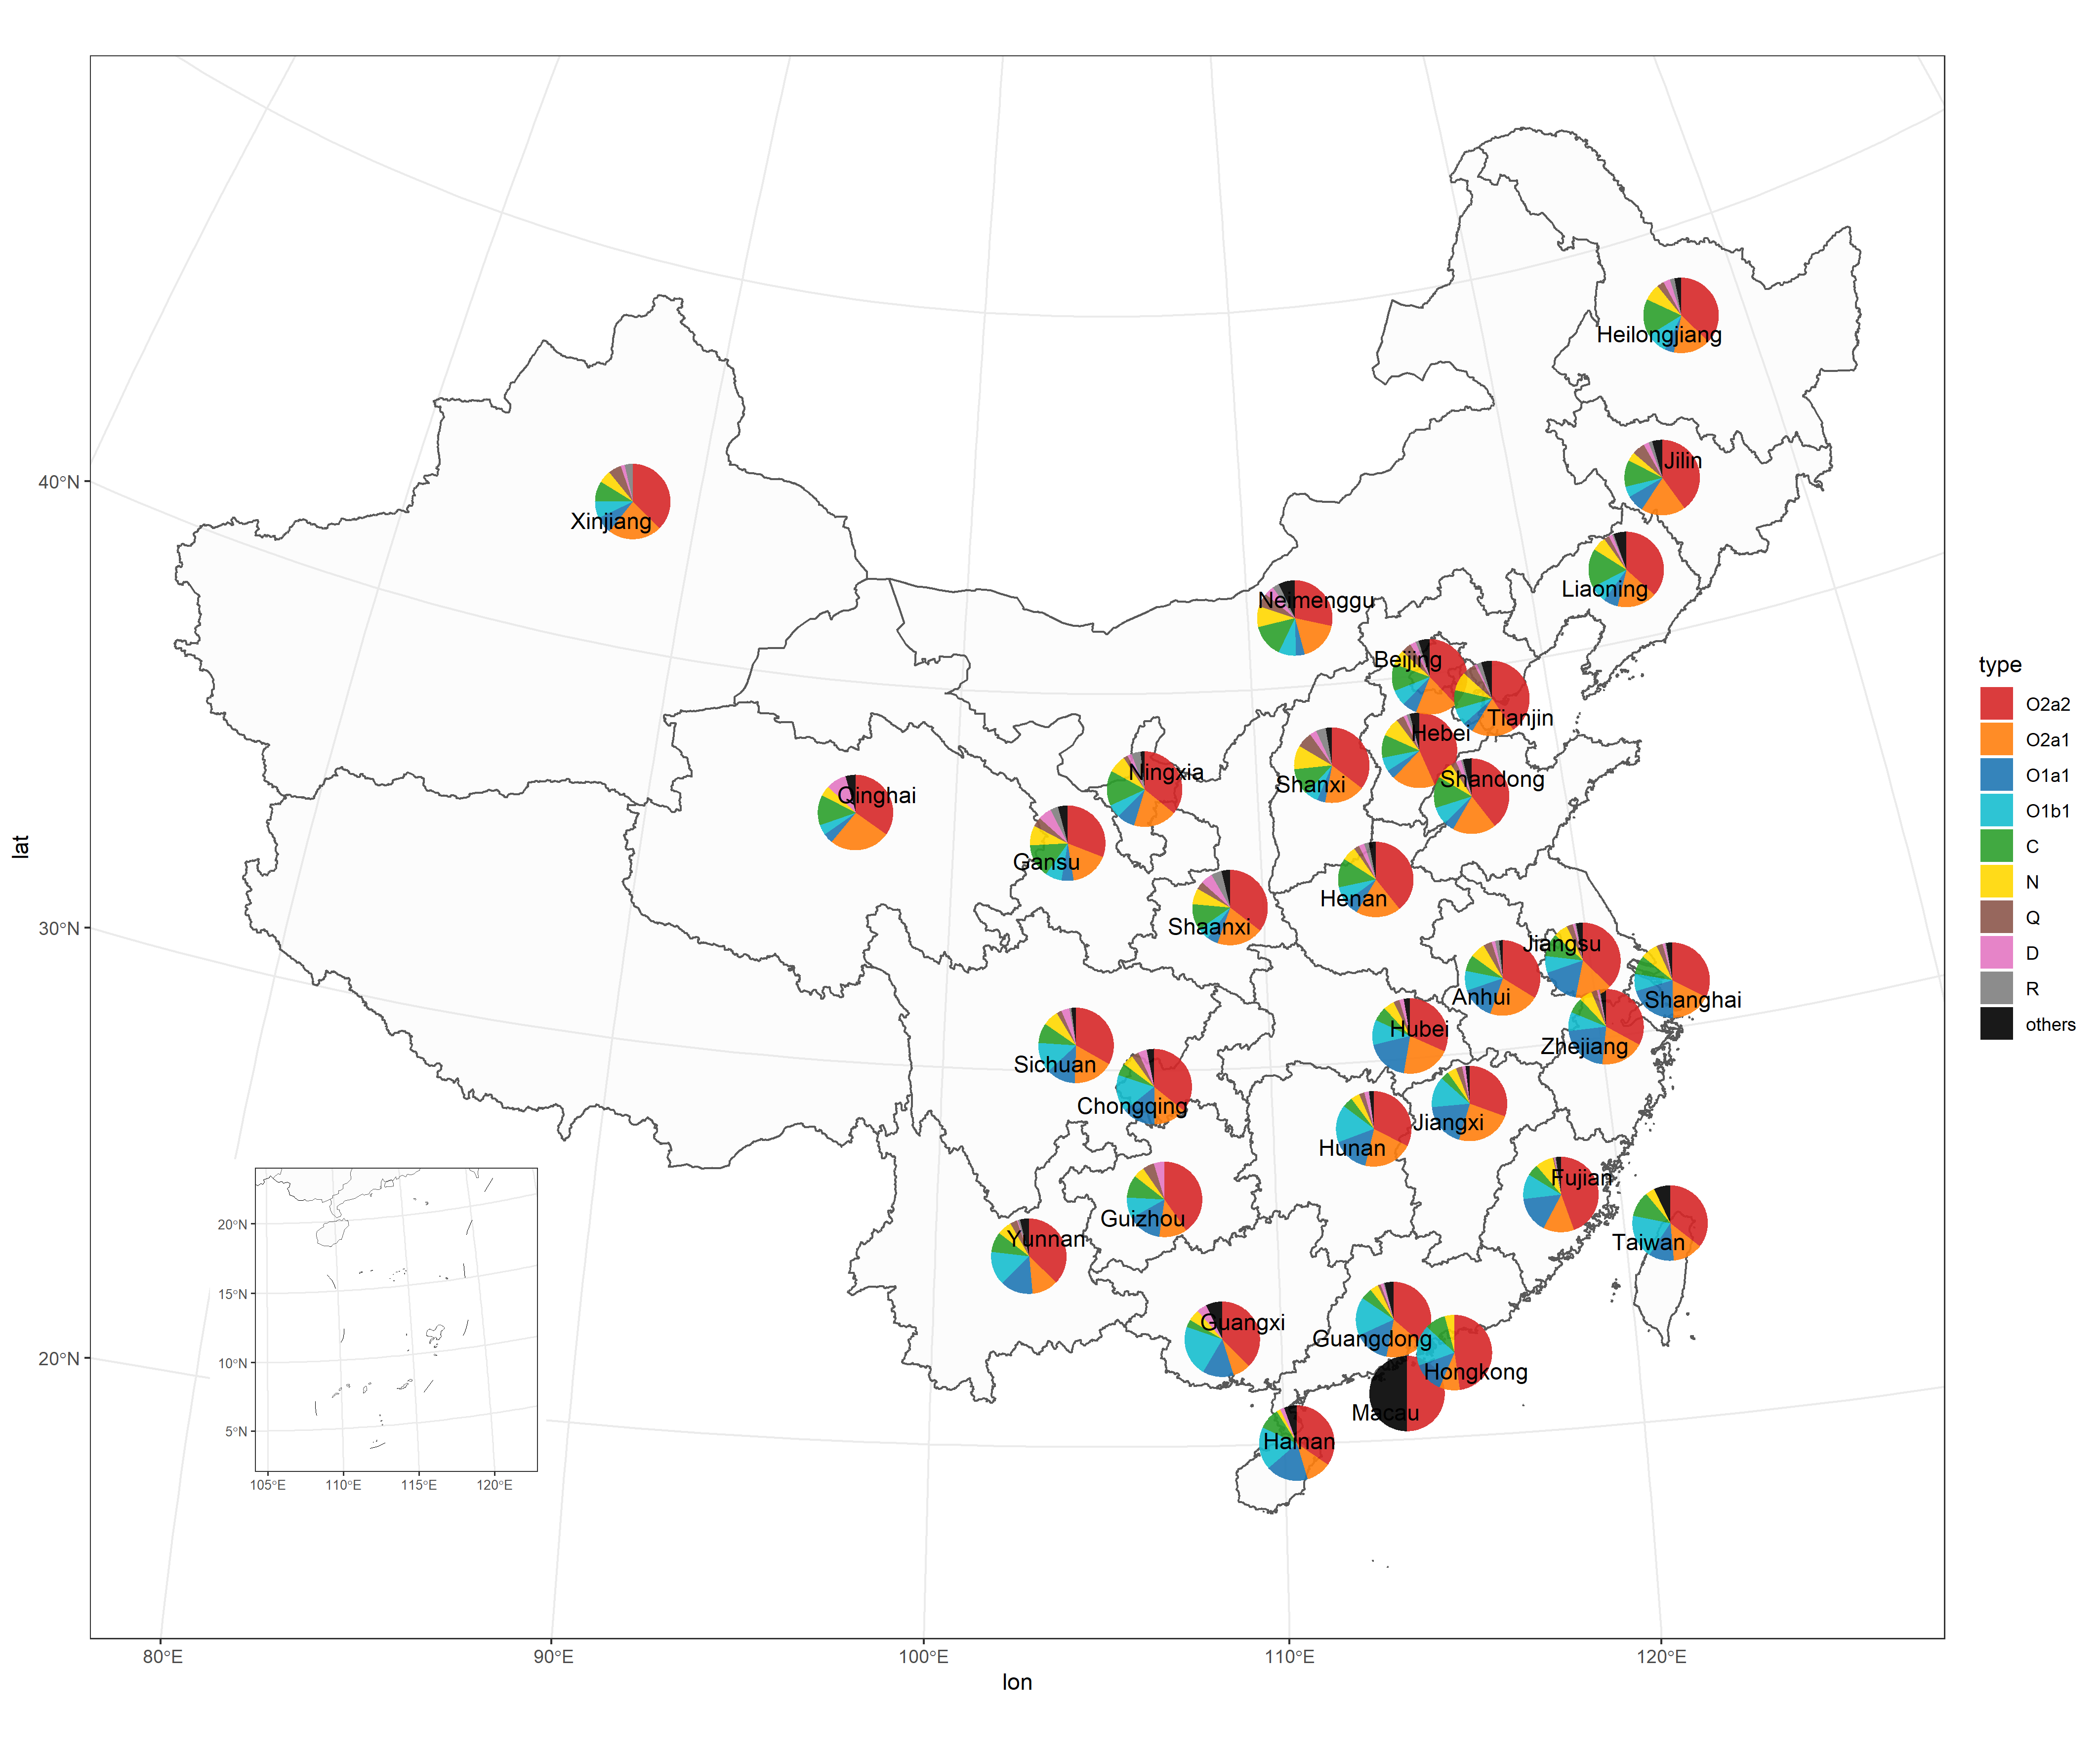 Heilongjiang
Jilin
Xinjiang
Liaoning
Neimenggu
Beijing
Tianjin
Hebei
Ningxia
Shanxi
Shandong
Qinghai
Gansu
Henan
Shaanxi
Jiangsu
Anhui
Shanghai
Hubei
Zhejiang
Sichuan
Chongqing
Jiangxi
Hunan
Fujian
Guizhou
Yunnan
Taiwan
Guangxi
Guangdong
Hongkong
Macau
Hainan
40°N
30°N
20°N
lat
80°E
90°E
100°E
110°E
120°E
lon
20°N
15°N
10°N
5°N
105°E
110°E
115°E
120°E
type
O2a2
O2a1
O1a1
O1b1
C
N
Q
D
R
others